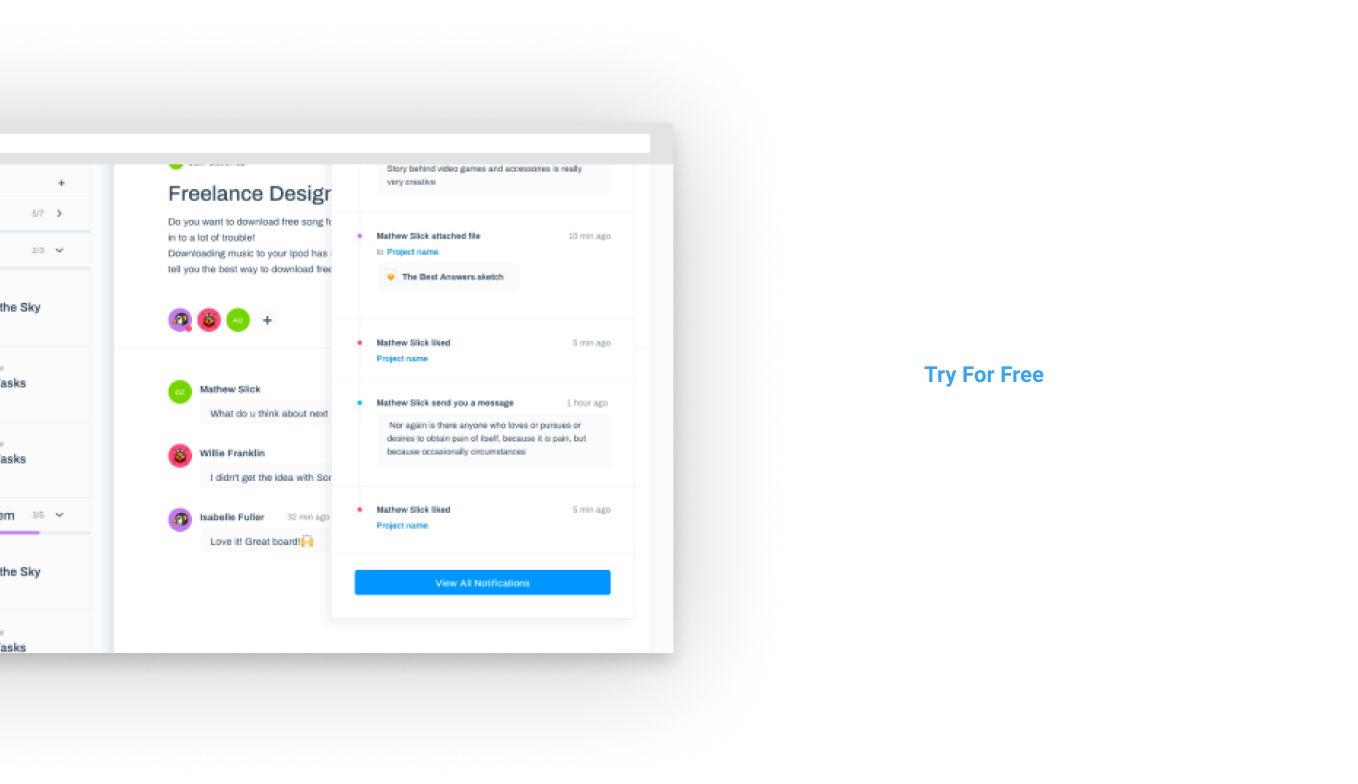 5/7
2/3
the Sky
asks
asks
em 3/5
the Sky
asks
Freelance Design
Do you want to download free song fo
in to a lot of trouble!
Downloading music to your Ipod has
tell you the best way to download free
AO
OZ
Mathew Slick
What do u think about next
Willie Franklin
I didn't get the idea with Sor
Isabelle Fuller 32 min ago
Love it! Great board!🙌
Story behind video games and accessories is really
very creative
Mathew Slick attached file 10 min ago
to Project name
The Best Answers.sketch
Mathew Slick liked 5 min ago
Project name
Mathew Slick send you a message 1 hour ago
Nor again is there anyone who loves or pursues or
desires to obtain pain of itself, because it is pain, but
because occasionally circumstances
Mathew Slick liked 5 min ago
Project name
View All Notifications
Try For Free